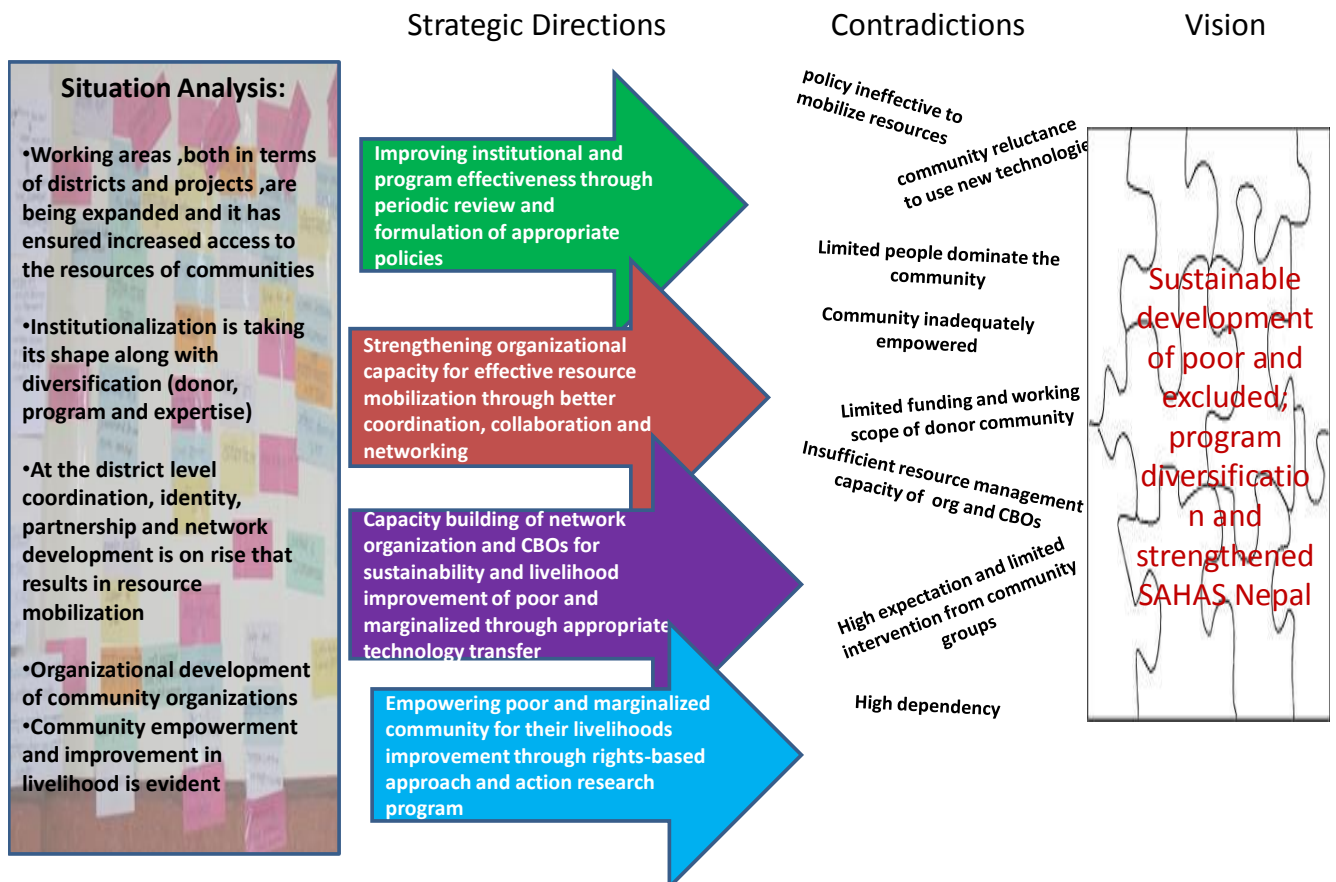 Strategic Directions
Contradictions
Vision
Situation Analysis:
•Working areas ,both in terms
of districts and projects ,are
being expanded and it has
ensured increased access to
the resources of communities
•Institutionalization is taking
its shape along with
diversification (donor,
program and expertise)
•At the district level
coordination, identity,
partnership and network
development is on rise that
results in resource
mobilization
•Organizational development
of community organizations
•Community empowerment
and improvement in
livelihood is evident
Improving institutional and
program effectiveness through
periodic review and
formulation of appropriate
policies
Strengthening organizational
capacity for effective resource
mobilization through better
coordination, collaboration and
networking
Capacity building of network
organization and CBOs for
sustainability and livelihood
improvement of poor and
marginalized through appropriate
technology transfer
Empowering poor and marginalized
community for their livelihoods
improvement through rights-based
approach and action research
program
policy ineffective to
mobilize resources
community reluctance
to use new technologie
Limited people dominate the
community
Community inadequately
empowered
Limited funding and working
scope of donor community
Insufficient resource management
capacity of org and CBOs
High expectation and limited
intervention from community
groups
High dependency
Sustainable
development
of poor and
excluded;
program
diversificatio
n and
strengthened
SAHAS Nepal